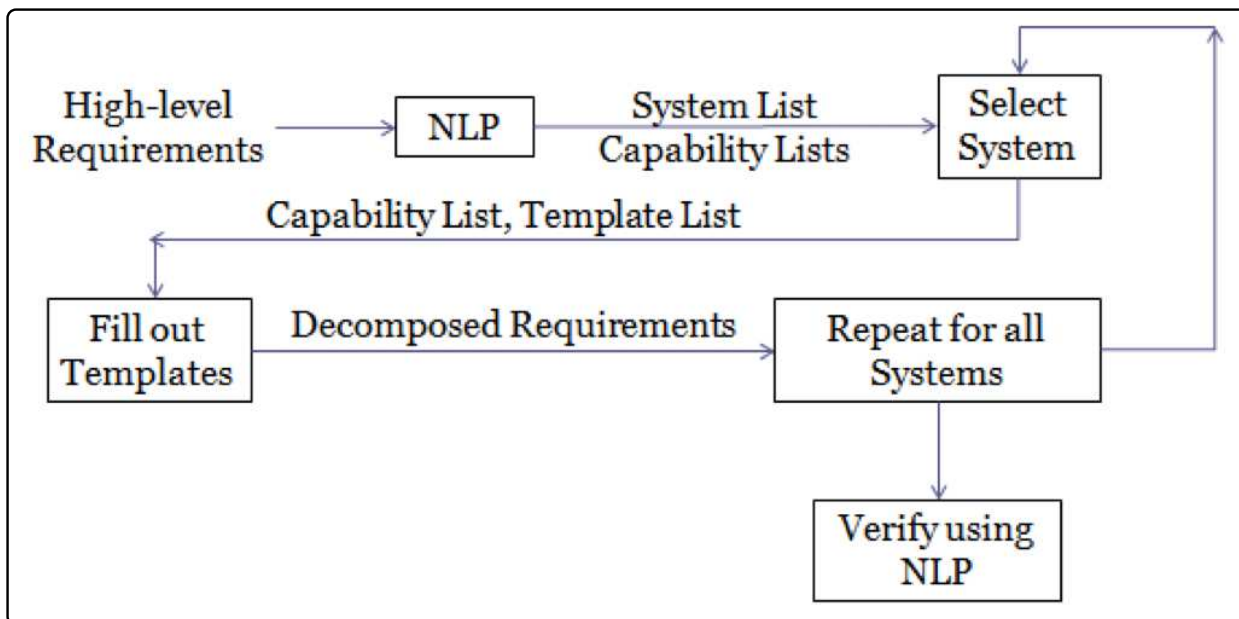 High-level
Requirements
NLP
System List
Capability Lists
Select
System
Capability List, Template List
Fill out
Templates
Decomposed Requirements
Repeat for all
Systems
Verify using
NLP